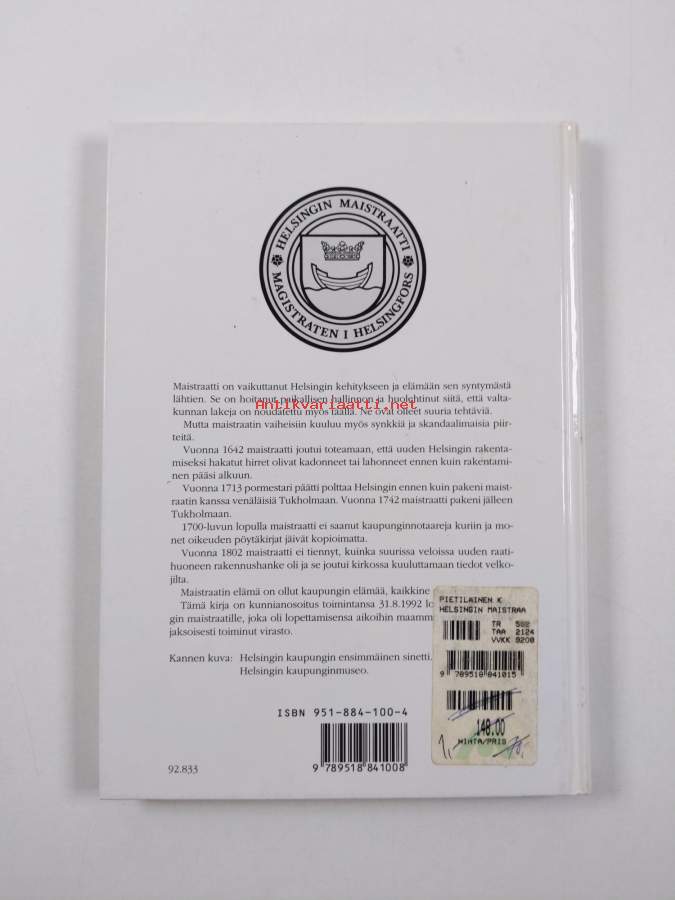 HELSINGIN MAISTRAATTI
MAGISTRATEN I HELSINGFORS
Maistraatti on vaikuttanut Helsingin kehitykseen ja elämään sen syntymästä
lähtien. Se on hoitanut paikallisen hallinnon ja huolehtinut siitä, että valta-
kunnan lakeja on noudatettu myös täällä. Ne ovat olleet suuria tehtäviä.
Antikvariaatti.net
Mutta maistraatin vaiheisiin kuuluu myös synkkiä ja skandaalimaisia piir-
teitä.
Vuonna 1642 maistraatti joutui toteamaan, että uuden Helsingin rakenta-
miseksi hakatut hirret olivat kadonneet tai lahonneet ennen kuin rakentami-
nen pääsi alkuun.
Vuonna 1713 pormestari päätti polttaa Helsingin ennen kuin pakeni maist-
raatin kanssa venäläisiä Tukholmaan. Vuonna 1742 maistraatti pakeni jälleen
Tukholmaan.
1700-luvun lopulla maistraatti ei saanut kaupunginnotaareja kuriin ja mo-
net oikeuden pöytäkirjat jäivät kopioimatta.
Vuonna 1802 maistraatti ei tiennyt, kuinka suurissa veloissa uuden raati-
huoneen rakennushanke oli ja se joutui kirkossa kuuluttamaan tiedot velko-
jilta.
Maistraatin elämä on ollut kaupungin elämää, kaikkine
Tämä kirja on kunnianosoitus toimintansa 31.8.1992 lo
gin maistraatille, joka oli lopettamisensa aikoihin maamm
jaksoisesti toiminut virasto.
Kannen kuva: Helsingin kaupungin ensimmäinen sinetti.
Helsingin kaupunginmuseo.
PIETILAINEN K
HELSINGIN MAISTRAA
TR 582
TAA 2124
VVKK 9208
9 789518 841015
148.00
HINTA/PRIS
ISBN 951-884-100-4
9 789518 841008
92.833